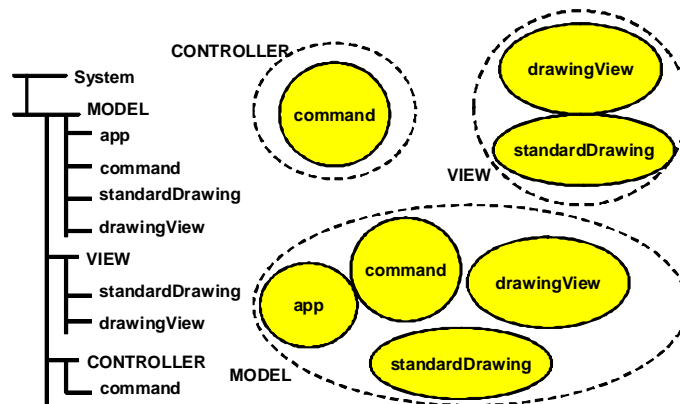 System
MODEL
app
command
standardDrawing
drawingView
VIEW
standardDrawing
drawingView
CONTROLLER
command
CONTROLLER
command
drawingView
standardDrawing
VIEW
command
drawingView
app
standardDrawing
MODEL